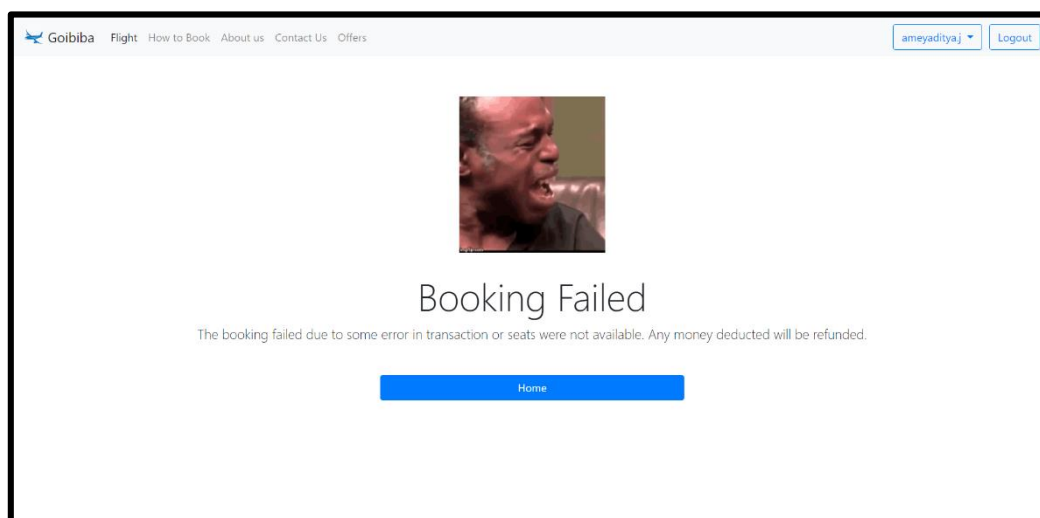 Goibiba Flight How to Book About us Contact Us Offers ameyaditya.j Logout
Booking Failed
The booking failed due to some error in transaction or seats were not available. Any money deducted will be refunded.
Home